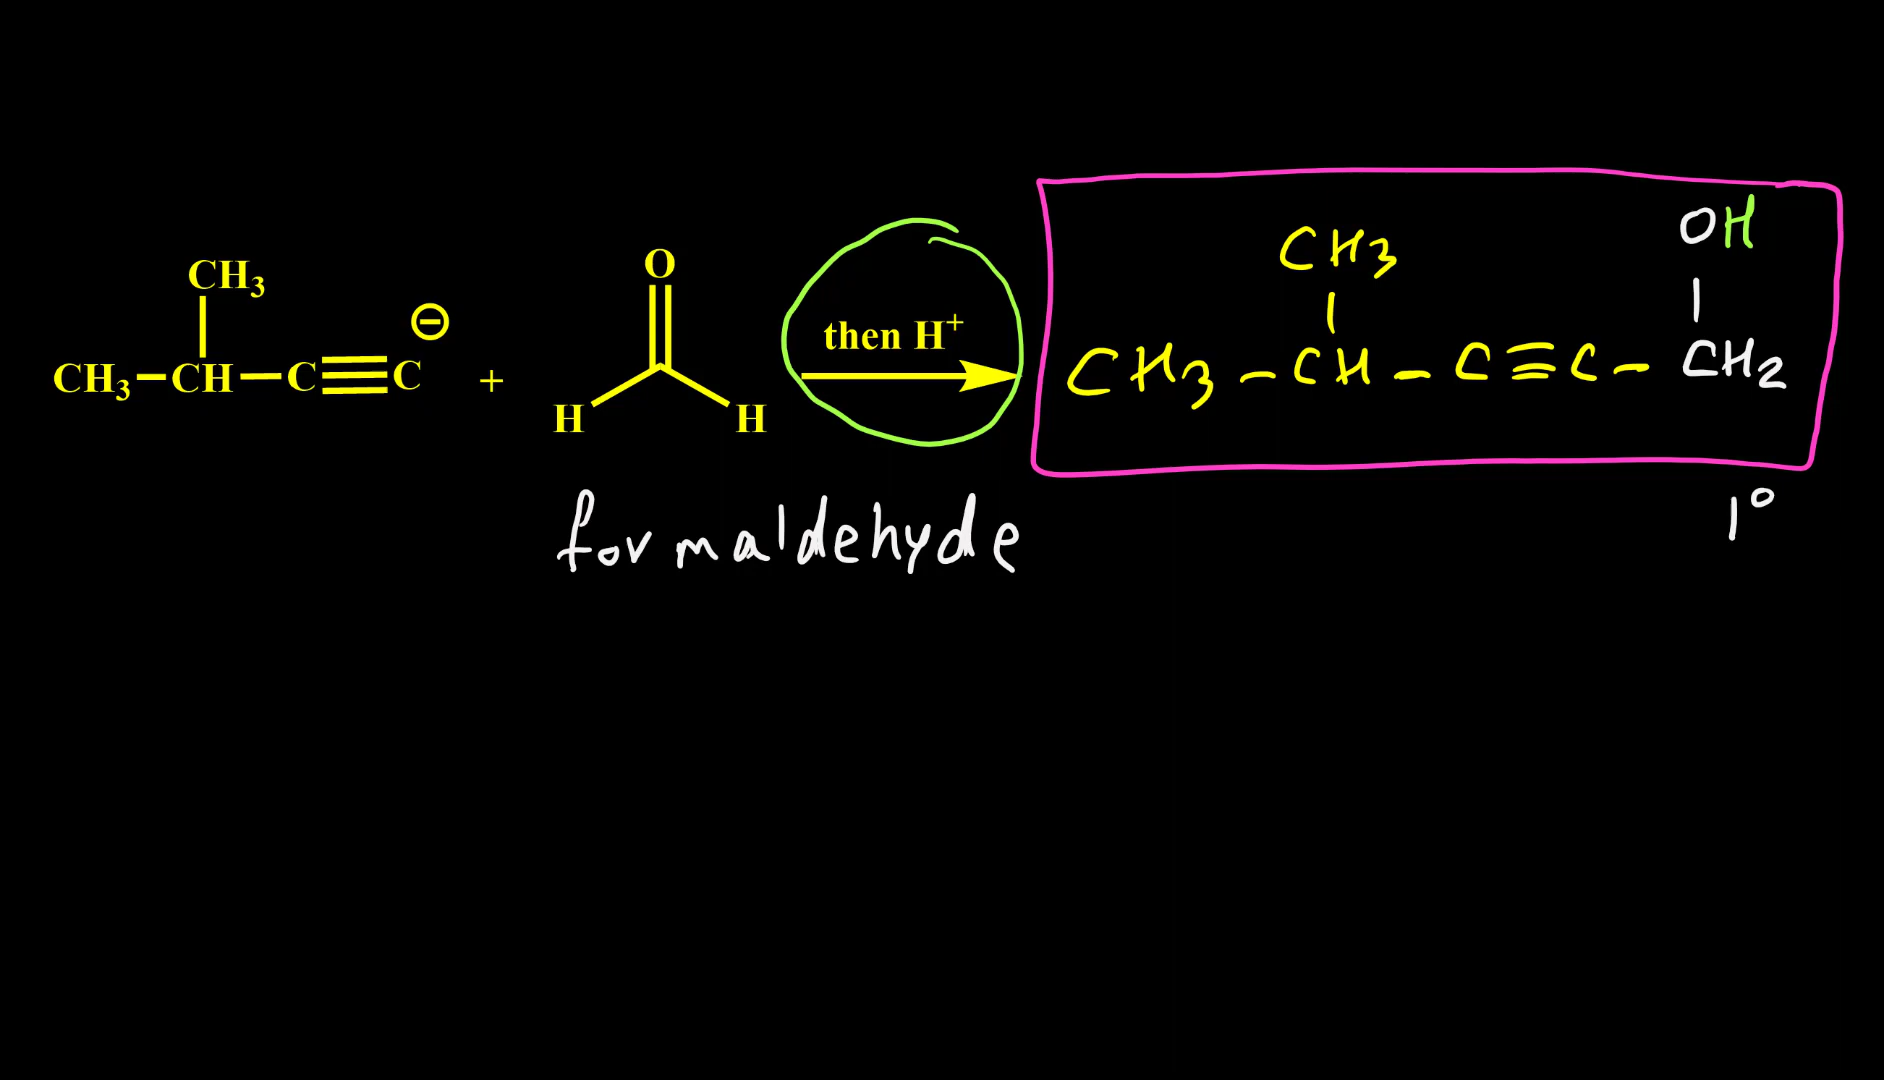 CH₃ CH₃ OH
O
⊖
then H⁺
CH₃–CH–C≡C + CH₃–CH–C≡C–CH₂
H H
formaldehyde 1°